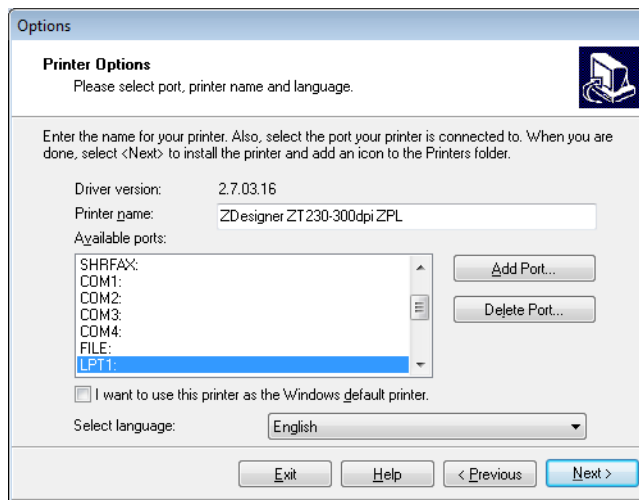 Options
Printer Options
Please select port, printer name and language.
Enter the name for your printer. Also, select the port your printer is connected to. When you are
done, select <Next> to install the printer and add an icon to the Printers folder.
Driver version: 2.7.03.16
Printer name: ZDesigner ZT230-300dpi ZPL
Available ports:
SHRFAX:
COM1:
COM2:
COM3:
COM4:
FILE:
LPT1:
Add Port...
Delete Port...
I want to use this printer as the Windows default printer.
Select language: English
Exit Help < Previous Next >